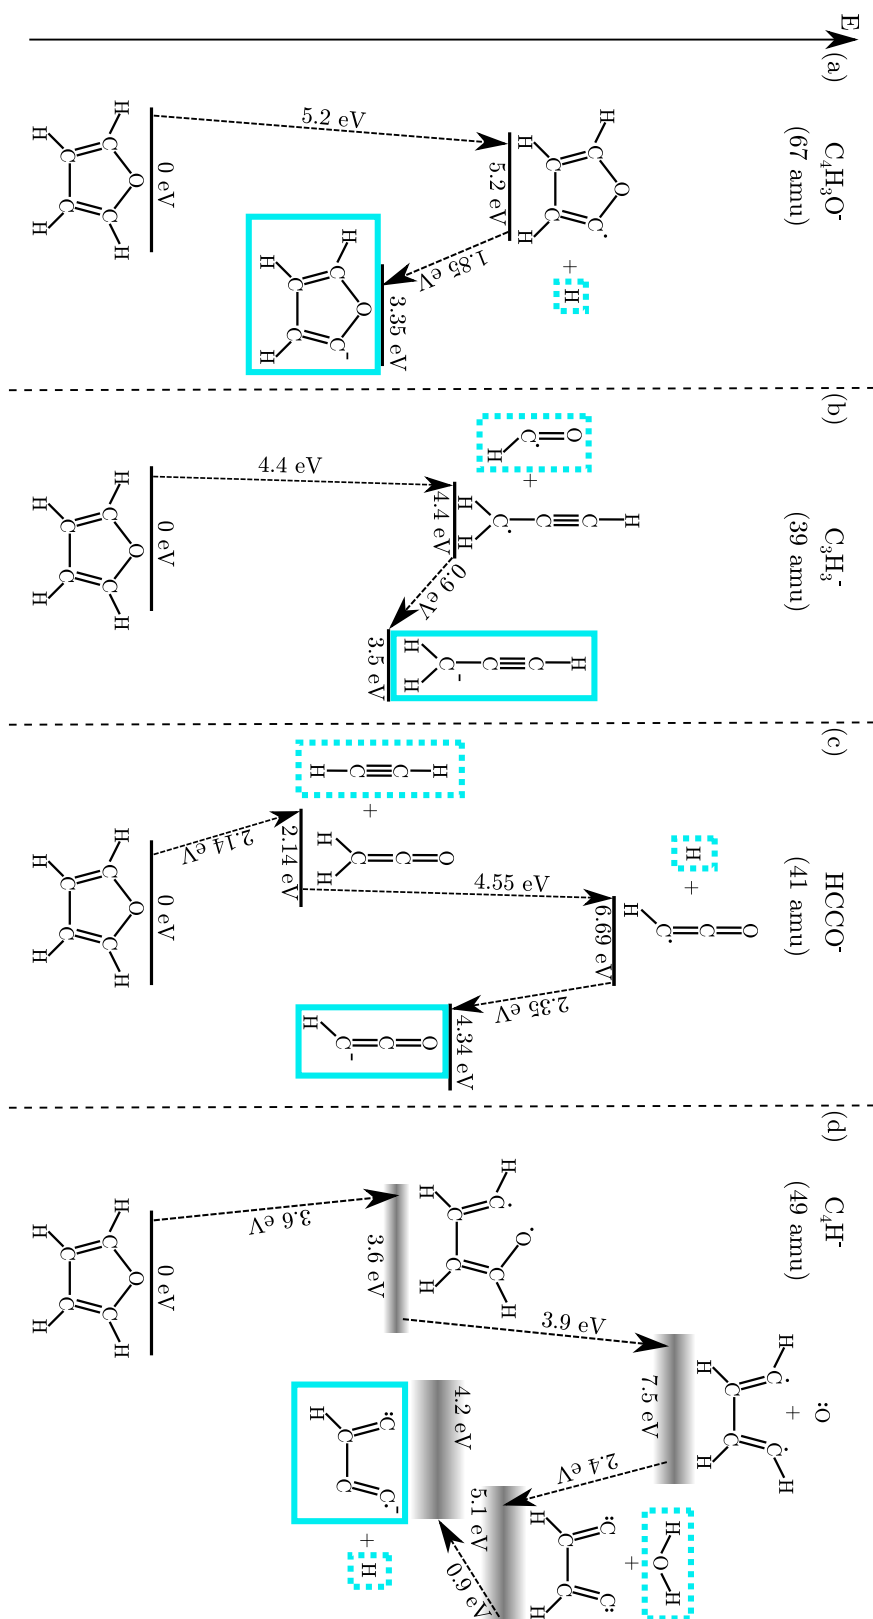 E
(a)
C₄H₃O⁻
(67 amu)
H
C
O
C
H
C
H
C
H
0 eV
5.2 eV
H
C
O
C·
H
C
C
H
5.2 eV
+
H
1.85 eV
3.35 eV
H
C
O
C⁻
H
C
C
H
(b)
C₃H₃⁻
(39 amu)
H
C
O
C
H
C
H
C
H
0 eV
4.4 eV
O
C·
H
+
H
C
C
C·
H
H
4.4 eV
0.9 eV
3.5 eV
H
C
C
C⁻
H
H
(c)
HCCO⁻
(41 amu)
H
C
O
C
H
C
H
C
H
0 eV
2.14 eV
H
C
C
H
+
O
C
C
H
H
2.14 eV
4.55 eV
H
+
O
C
C·
H
6.69 eV
2.35 eV
4.34 eV
O
C
C⁻
H
(d)
C₄H⁻
(49 amu)
H
C
O
C
H
C
H
C
H
0 eV
3.6 eV
H
C·
O·
C
H
C
H
C
H
3.6 eV
3.9 eV
:O
+
H
C·
C·
H
C
H
C
H
7.5 eV
2.4 eV
H
O
H
+
C:
C:
C
H
C
H
5.1 eV
0.9 eV
4.2 eV
C:
C·⁻
C
H
C
+
H